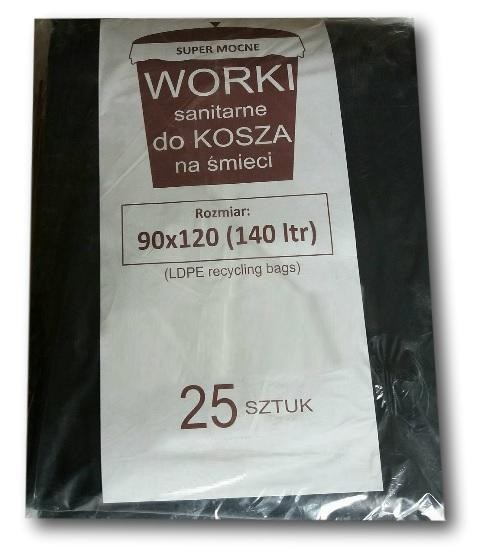 SUPER MOCNE
WORKI
sanitarne
do KOSZA
na śmieci
Rozmiar:
90x120 (140 ltr)
(LDPE recycling bags)
25 SZTUK